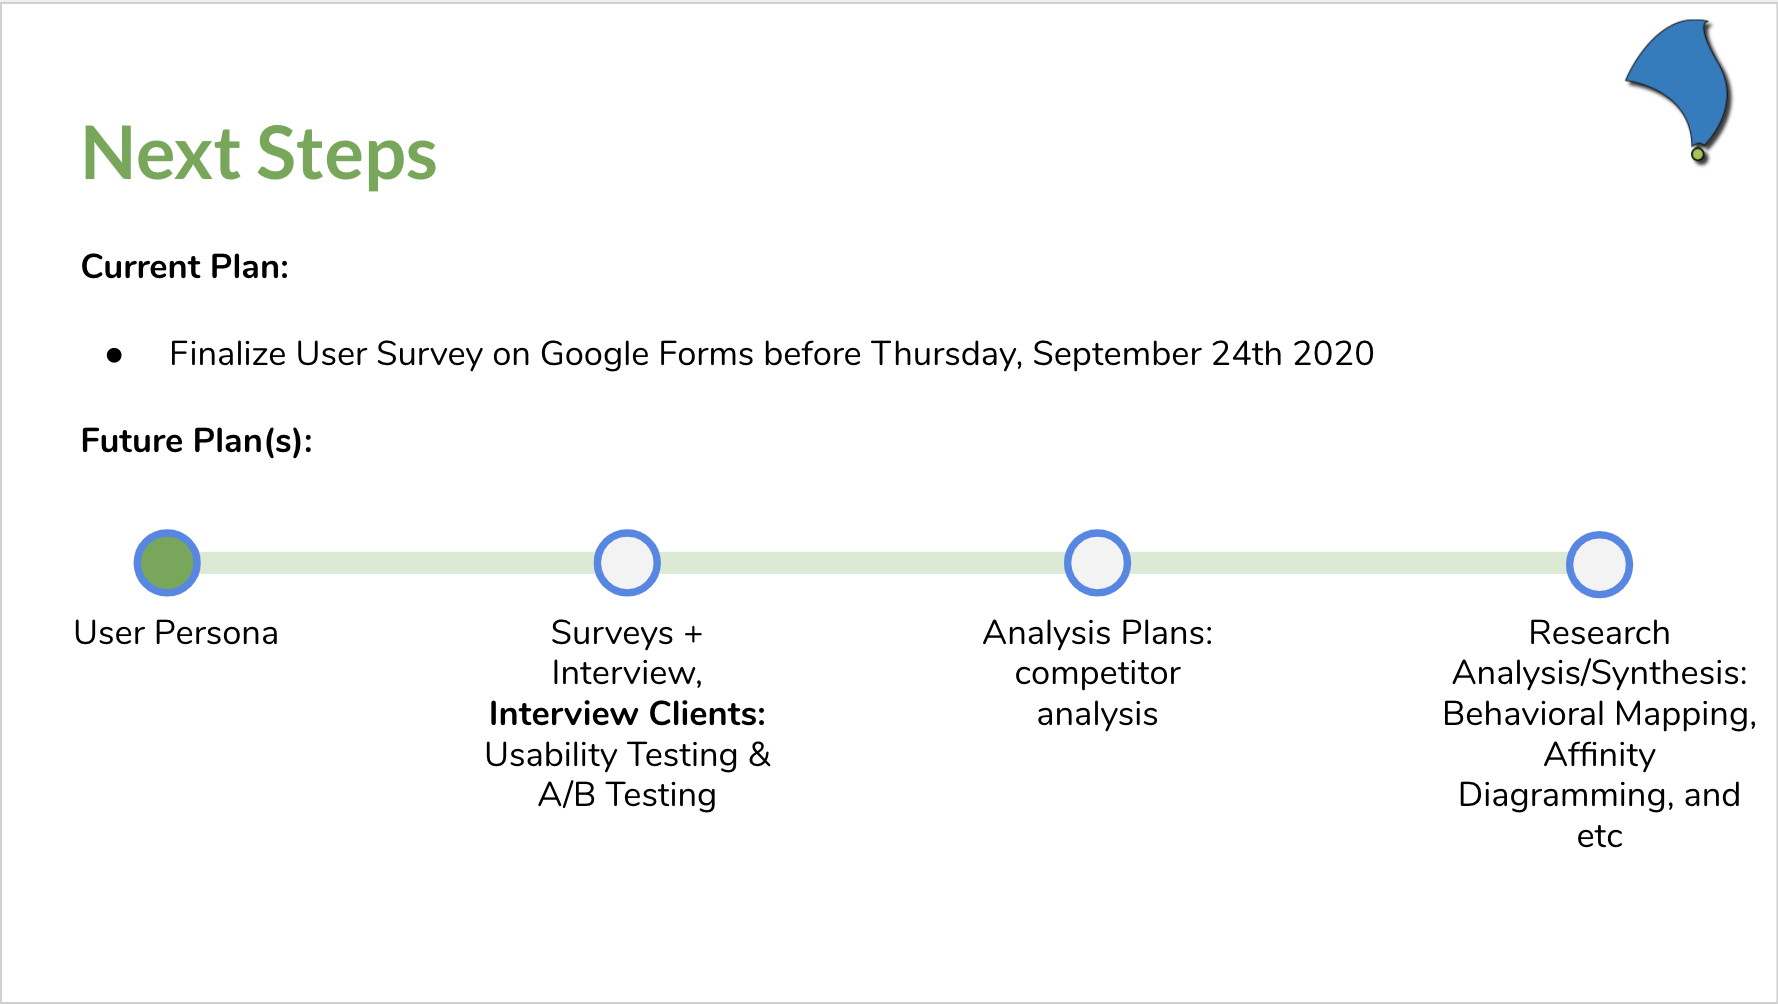 Next Steps
Current Plan:
● Finalize User Survey on Google Forms before Thursday, September 24th 2020
Future Plan(s):
User Persona
Surveys +
Interview,
Interview Clients:
Usability Testing &
A/B Testing
Analysis Plans:
competitor
analysis
Research
Analysis/Synthesis:
Behavioral Mapping,
Affinity
Diagramming, and
etc